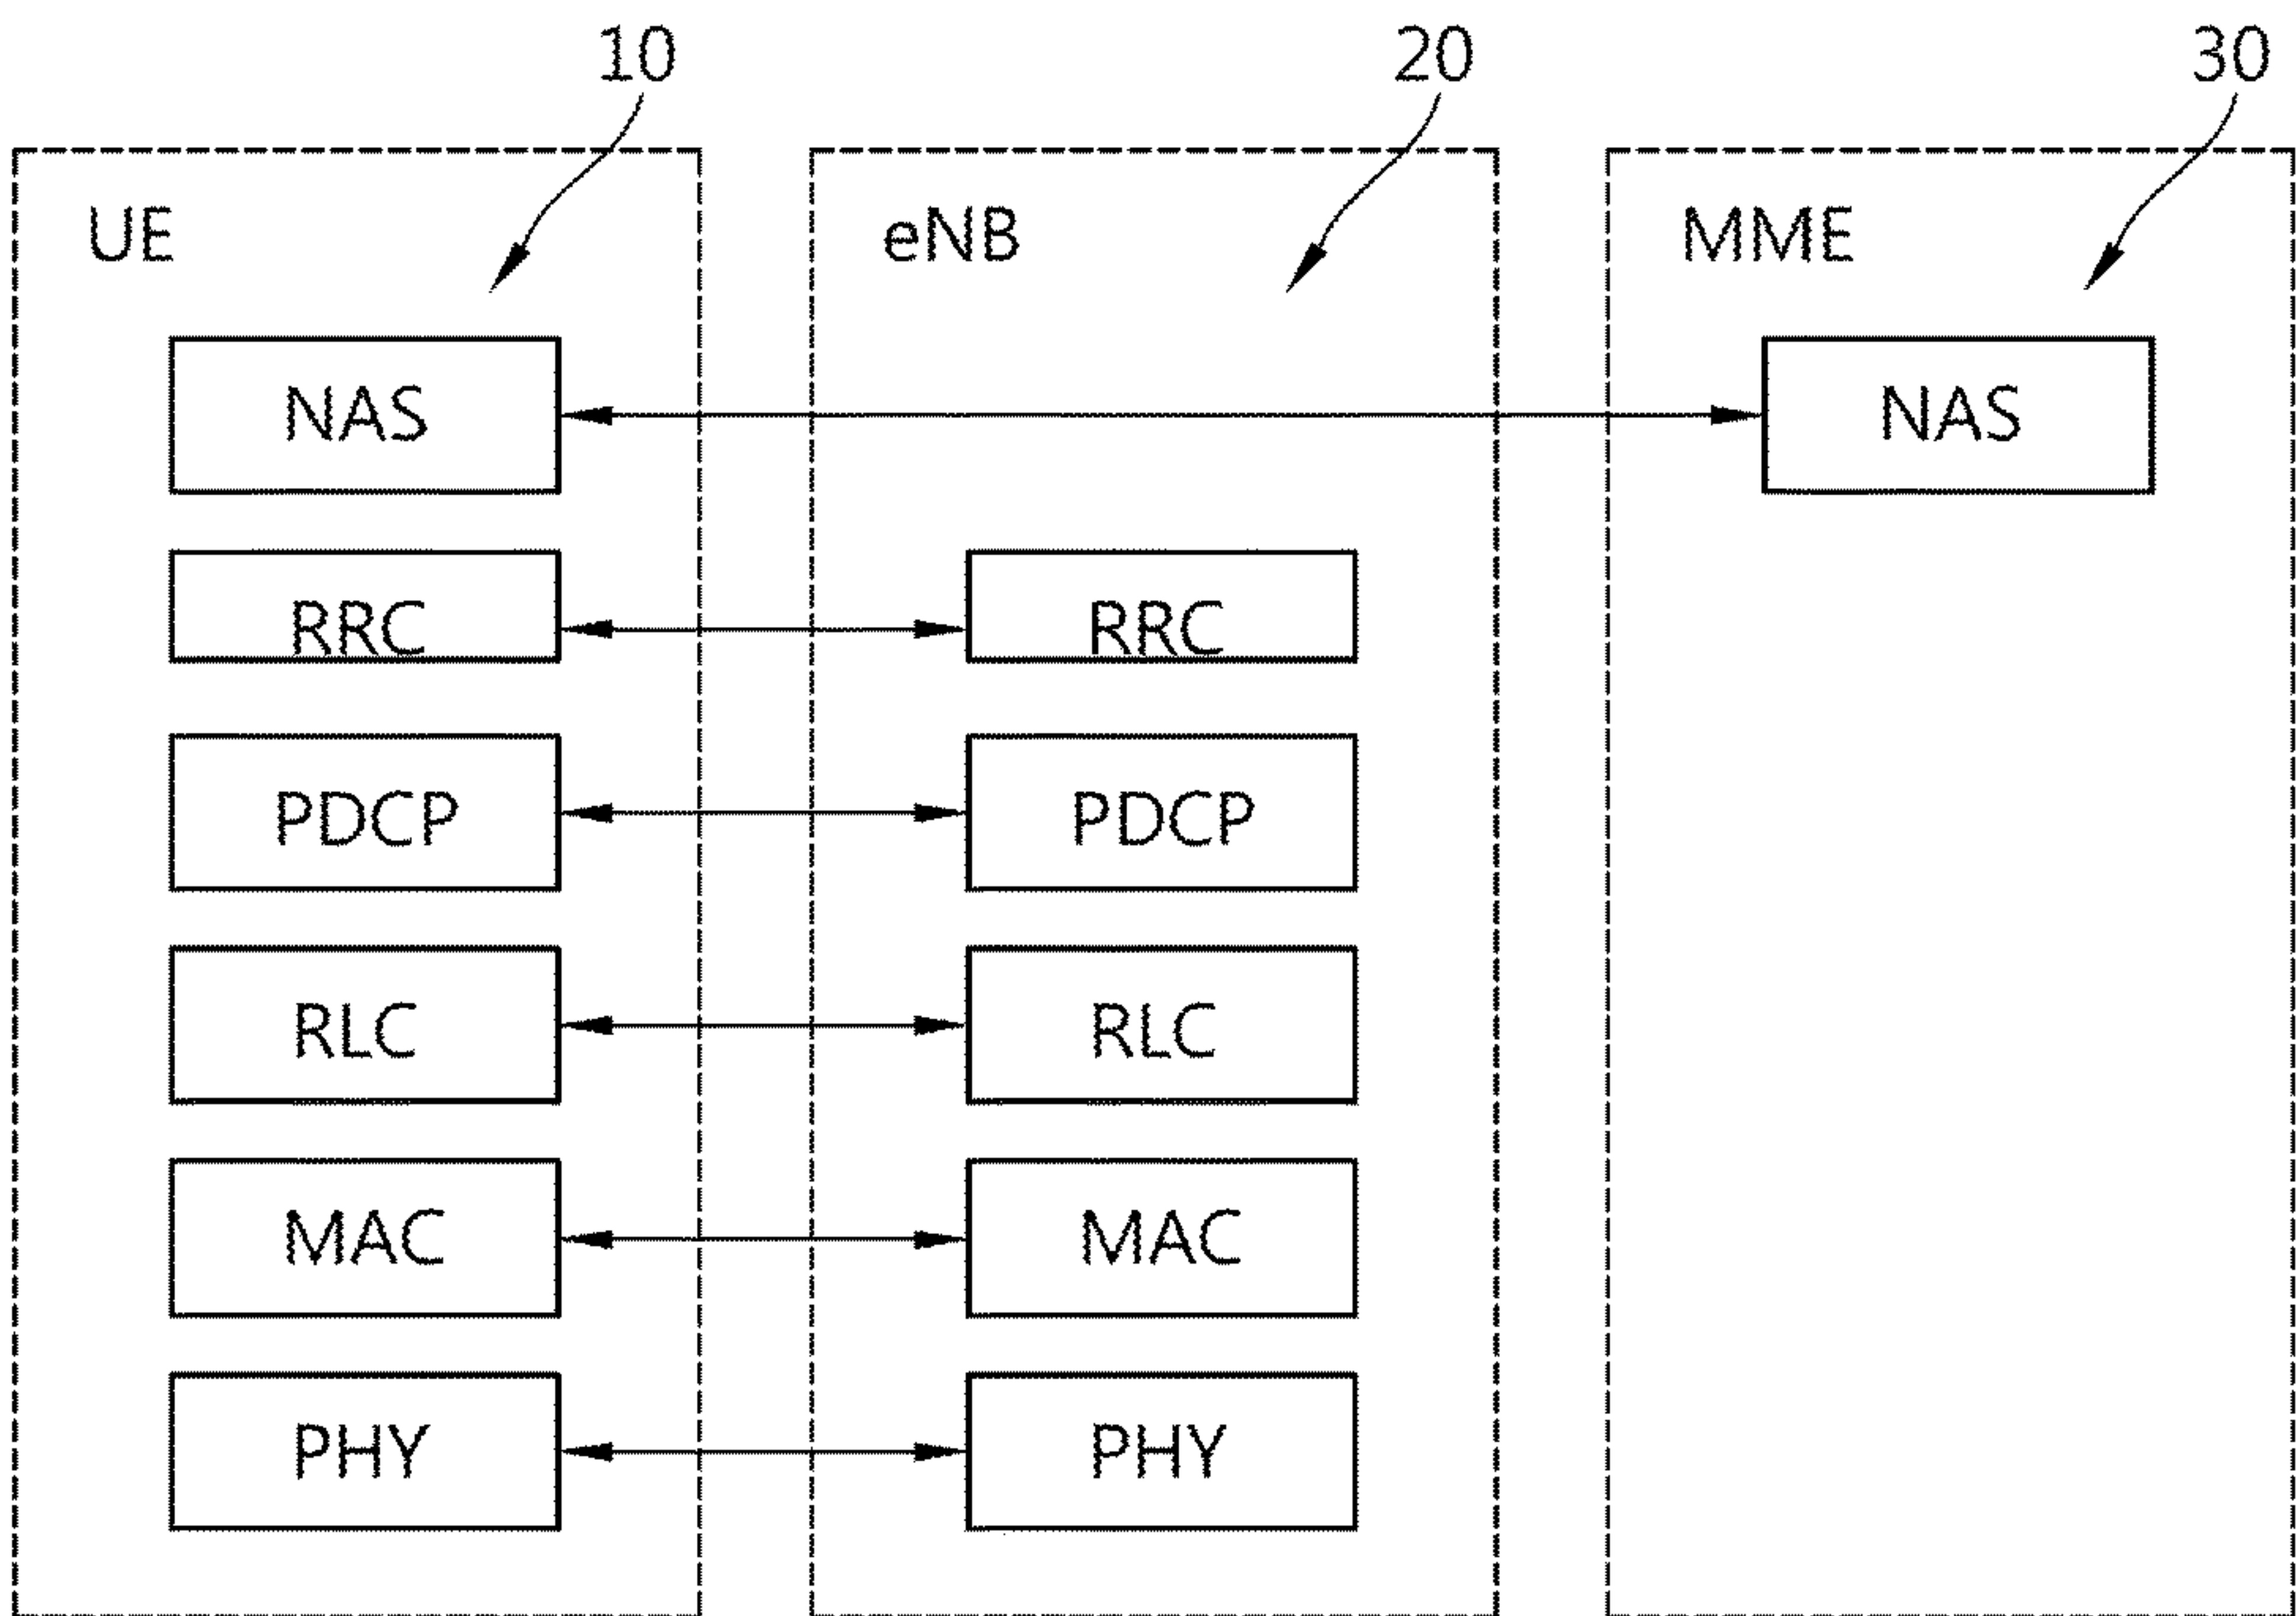 10 20 30
UE eNB MME
NAS NAS
RRC RRC
PDCP PDCP
RLC RLC
MAC MAC
PHY PHY